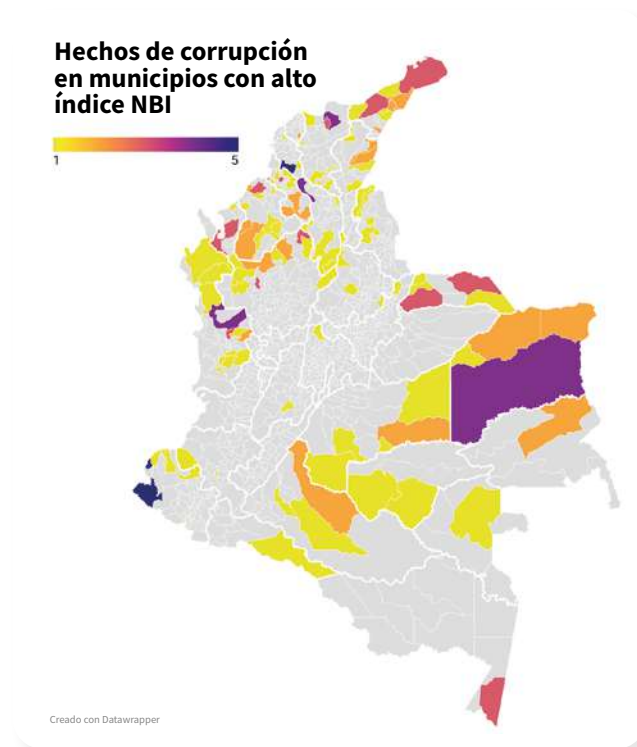 Hechos de corrupción
en municipios con alto
índice NBI
1 5
Creado con Datawrapper